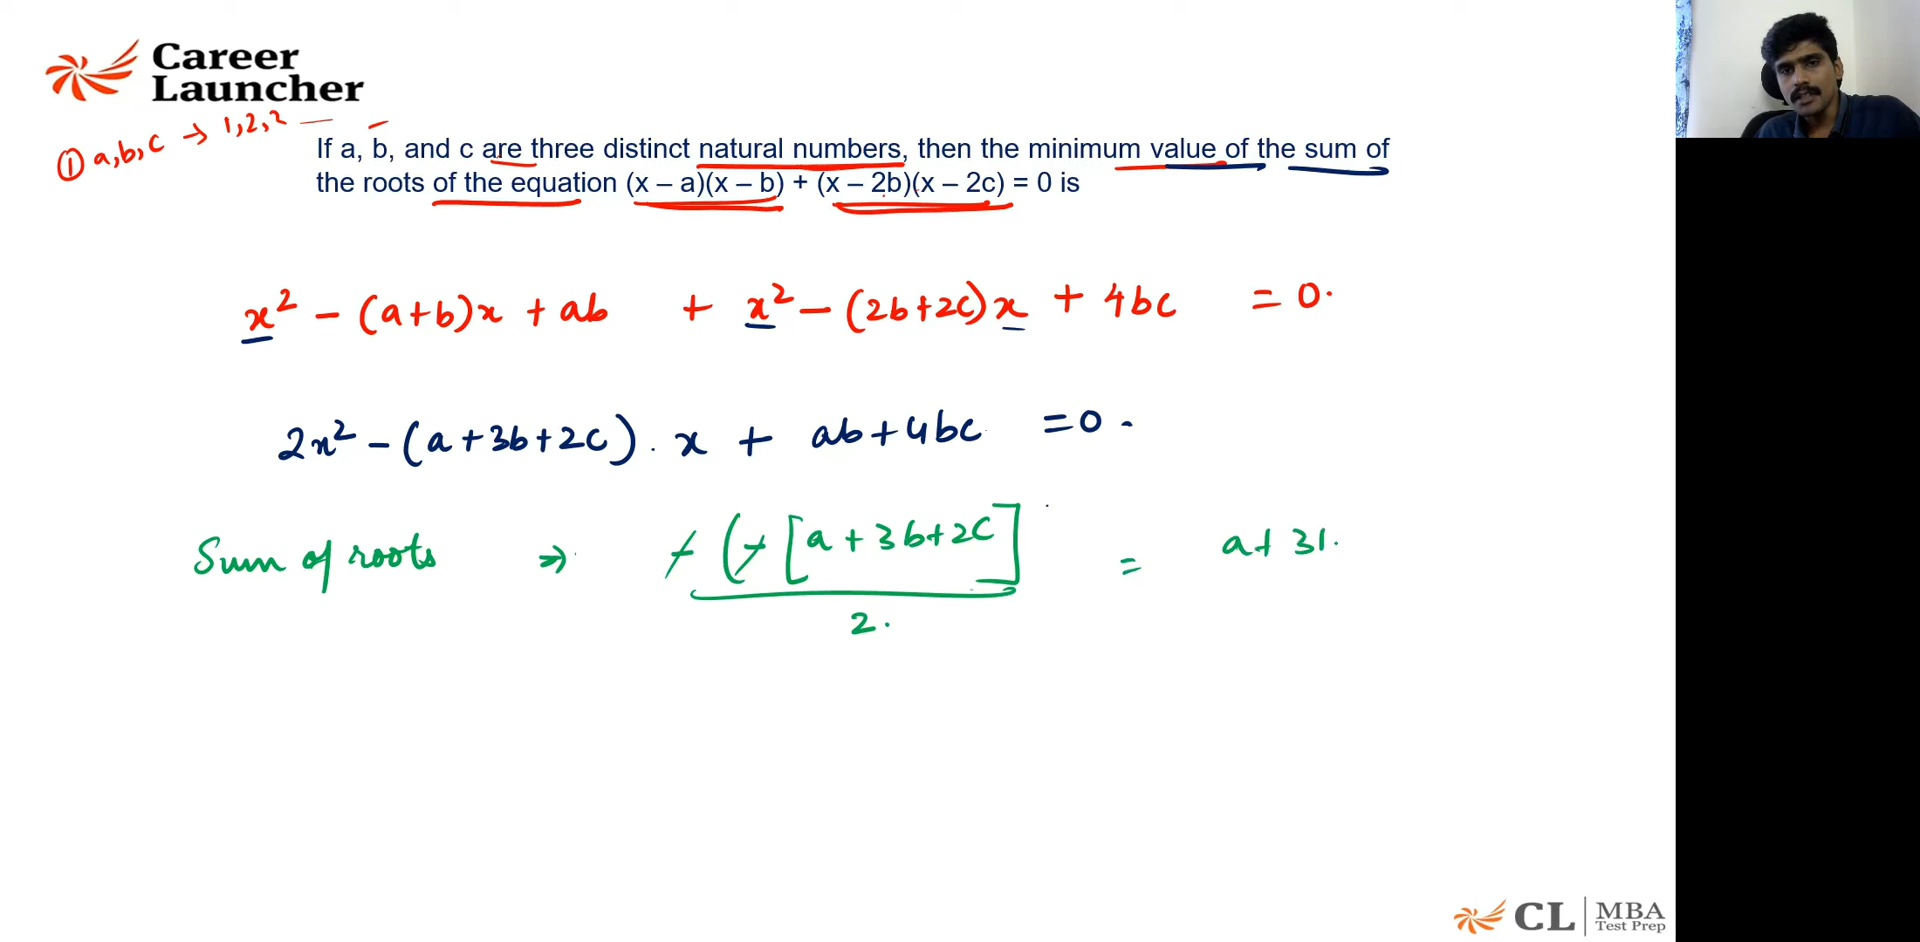 Career
Launcher
① a,b,c → 1,2,2
If a, b, and c are three distinct natural numbers, then the minimum value of the sum of
the roots of the equation (x – a)(x – b) + (x – 2b)(x – 2c) = 0 is
x² – (a+b)x + ab + x² – (2b+2c)x + 4bc = 0.
2x² – (a+3b+2c). x + ab+4bc =0.
Sum of roots ⇒ -(-[a+3b+2c] / 2. = a+31.
CL MBA
Test Prep